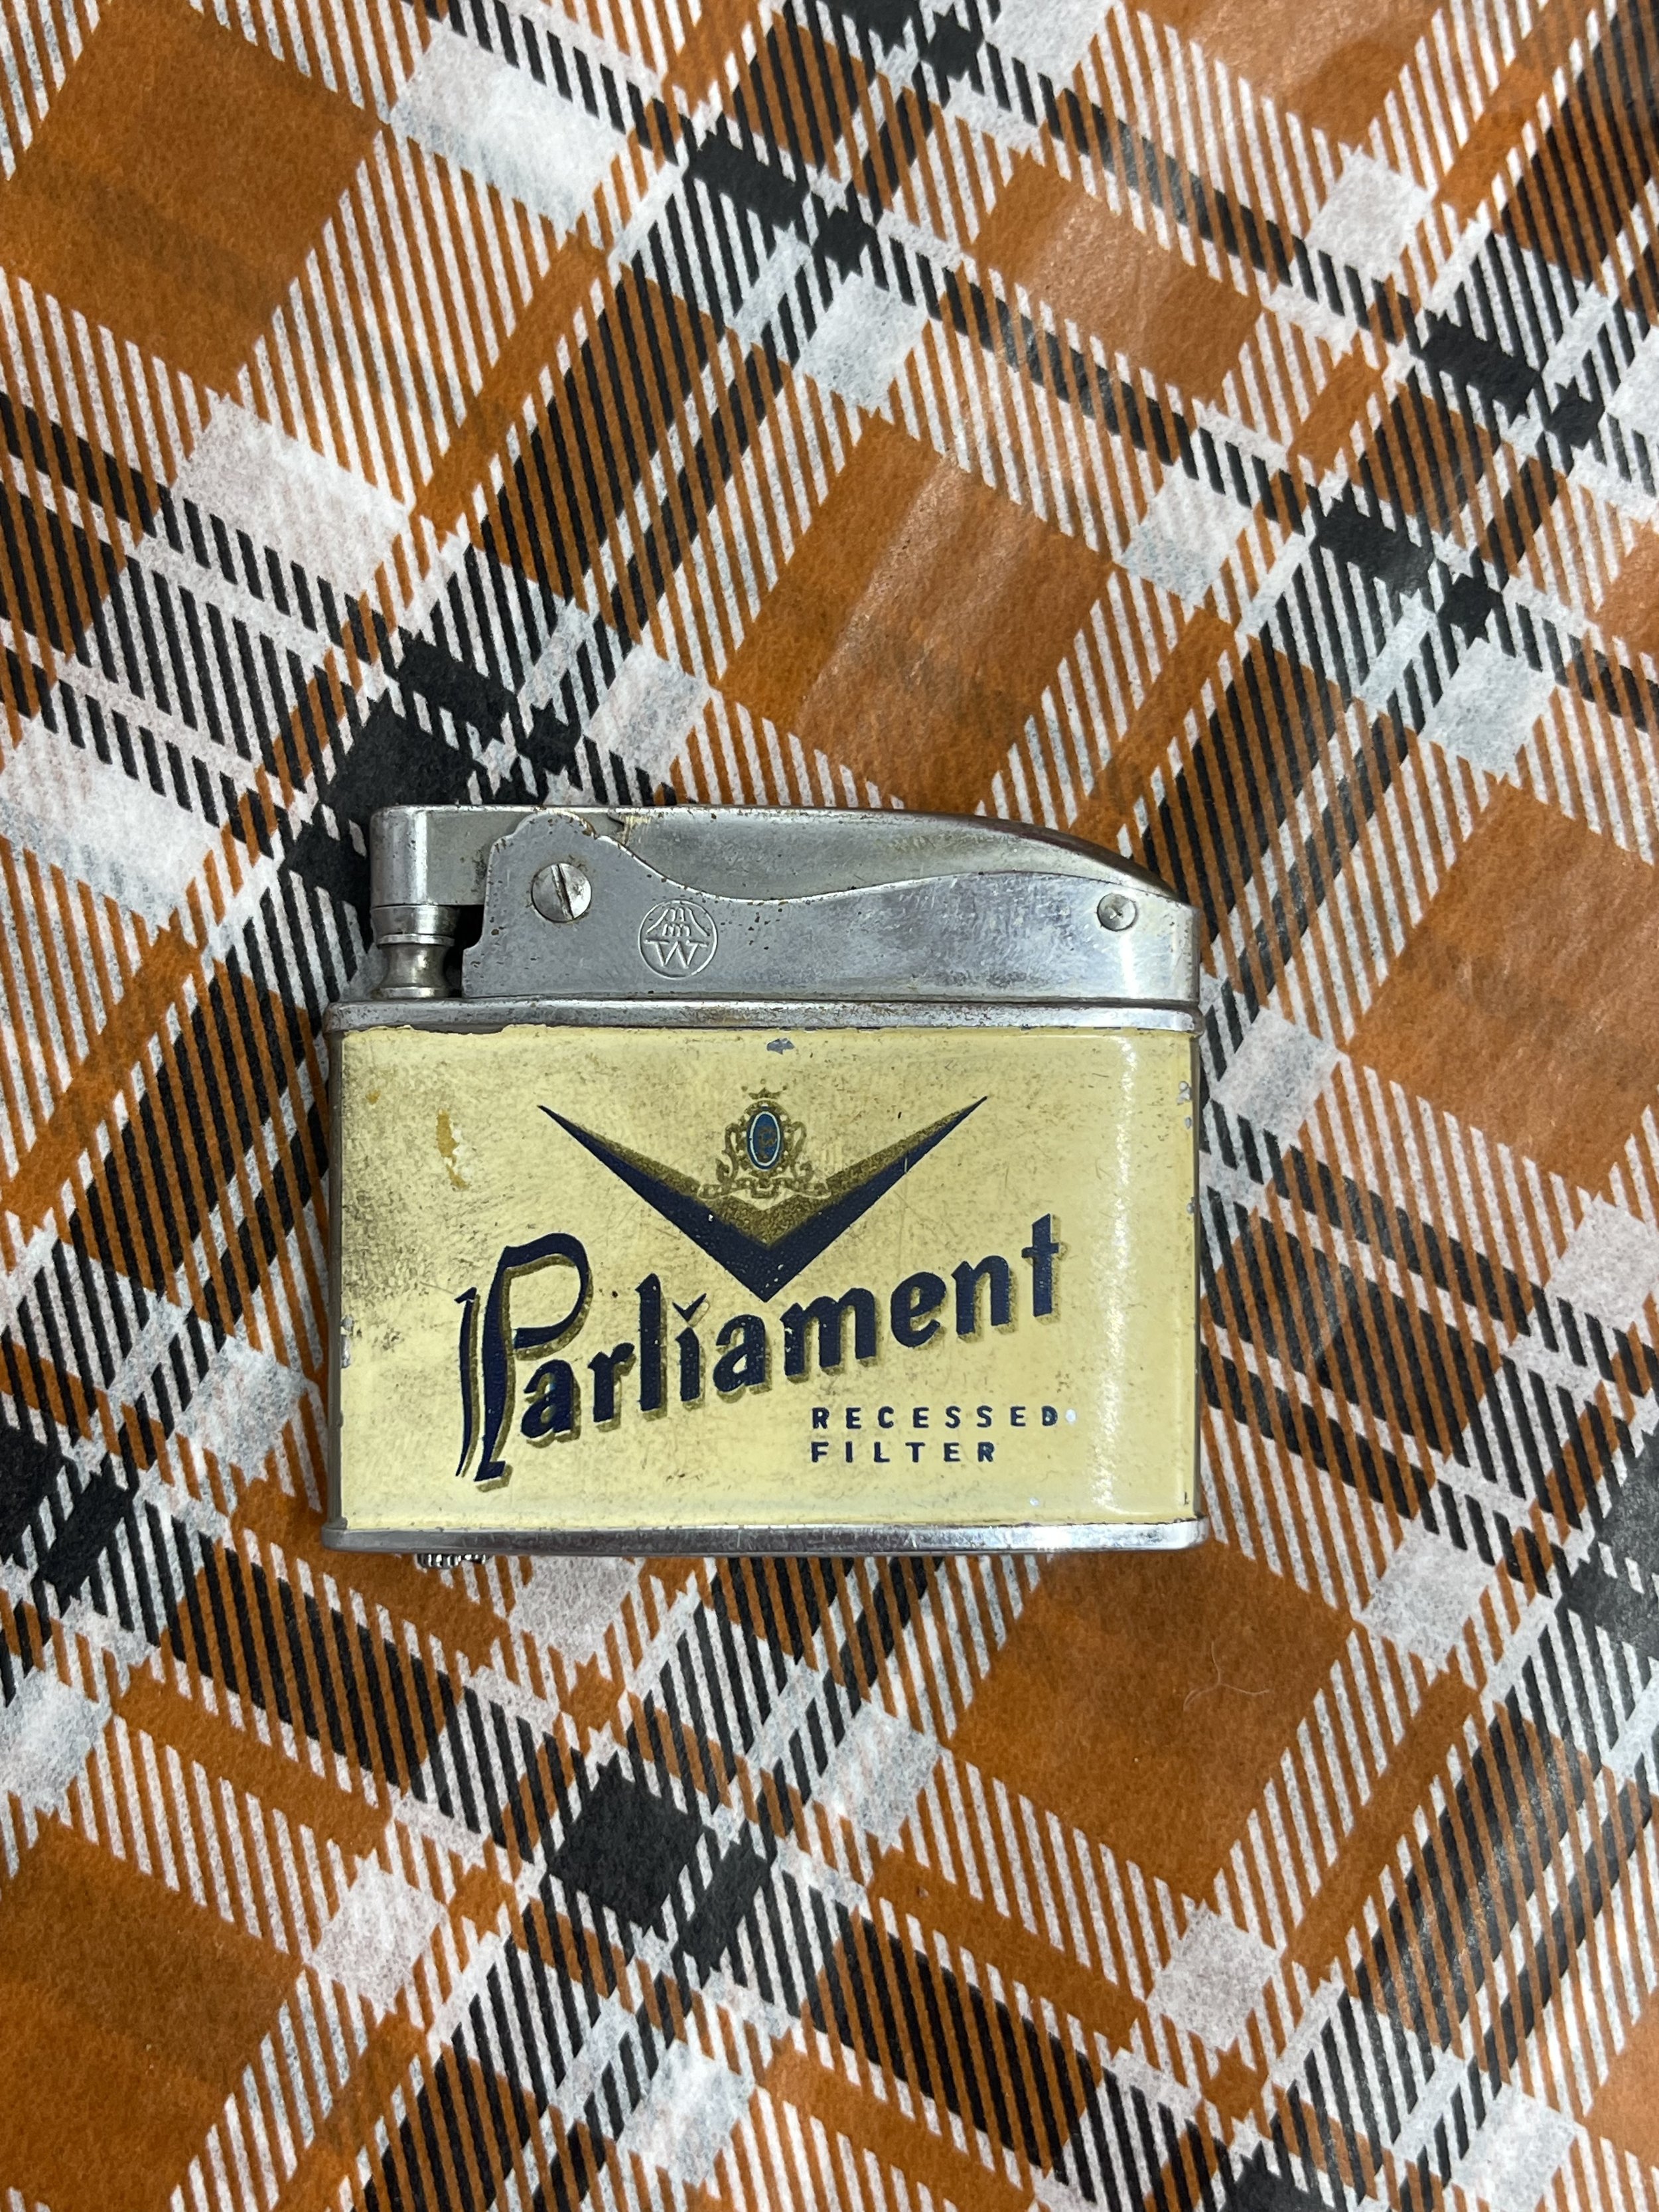 W
Parliament
RECESSED
FILTER